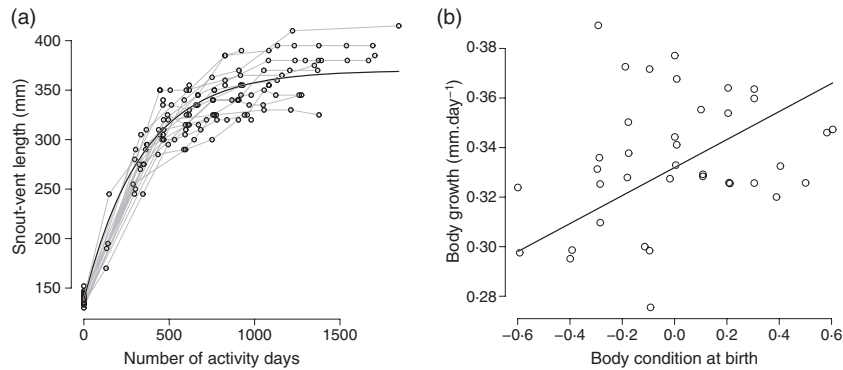 (a)
400
350
300
250
200
150
Snout-vent length (mm)
0 500 1000 1500
Number of activity days
(b)
0·38
0·36
0·34
0·32
0·30
0·28
Body growth (mm.day⁻¹)
−0·6 −0·4 −0·2 0·0 0·2 0·4 0·6
Body condition at birth